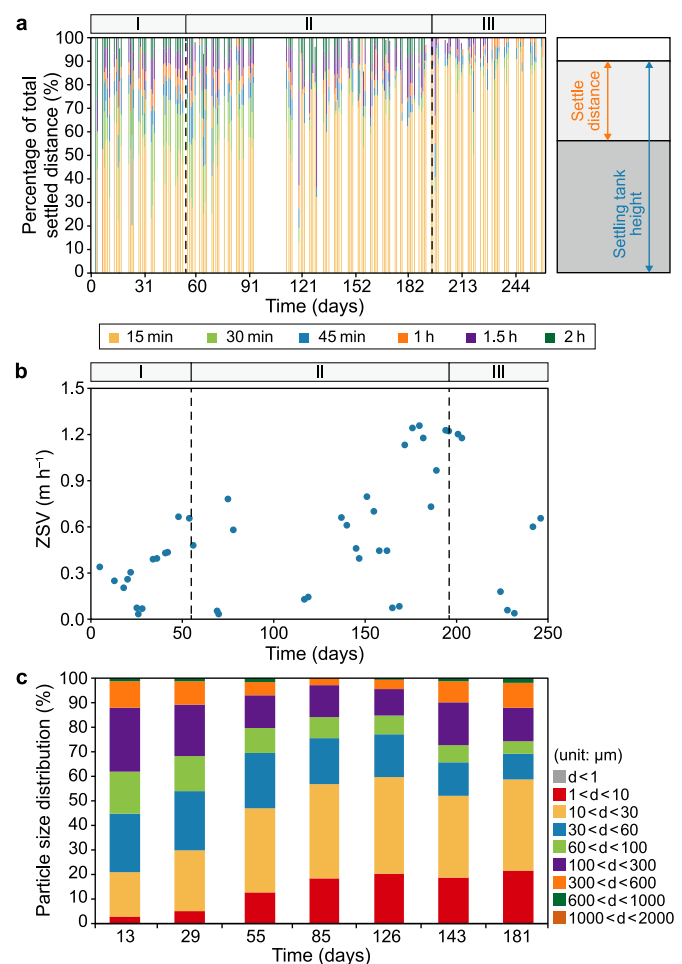 a
I II III
100
90
80
70
60
50
40
30
20
10
0
Percentage of total
settled distance (%)
0 31 60 91 121 152 182 213 244
Time (days)
Settle
distance
Settling tank
height
15 min 30 min 45 min 1 h 1.5 h 2 h
b
I II III
1.5
1.2
0.9
0.6
0.3
0.0
ZSV (m h⁻¹)
0 50 100 150 200 250
Time (days)
c
100
90
80
70
60
50
40
30
20
10
0
Particle size distribution (%)
13 29 55 85 126 143 181
Time (days)
(unit: µm)
d<1
1<d<10
10<d<30
30<d<60
60<d<100
100<d<300
300<d<600
600<d<1000
1000<d<2000